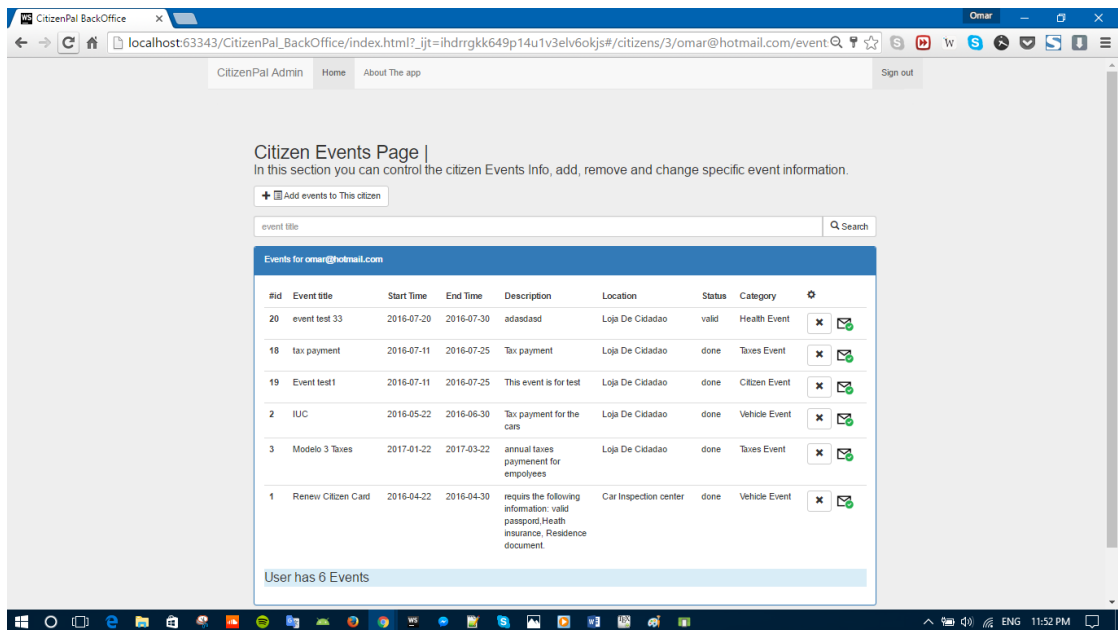 WS CitizenPal BackOffice
Omar
localhost:63343/CitizenPal_BackOffice/index.html?_ijt=ihdrrgkk649p14u1v3elv6okjs#/citizens/3/omar@hotmail.com/event
CitizenPal Admin Home About The app Sign out
Citizen Events Page |
In this section you can control the citizen Events Info, add, remove and change specific event information.
Add events to This citizen
event title Search
Events for omar@hotmail.com
#id Event title Start Time End Time Description Location Status Category
20 event test 33 2016-07-20 2016-07-30 adasdasd Loja De Cidadao valid Health Event
18 tax payment 2016-07-11 2016-07-25 Tax payment Loja De Cidadao done Taxes Event
19 Event test1 2016-07-11 2016-07-25 This event is for test Loja De Cidadao done Citizen Event
2 IUC 2016-05-22 2016-06-30 Tax payment for the Loja De Cidadao done Vehicle Event
cars
3 Modelo 3 Taxes 2017-01-22 2017-03-22 annual taxes Loja De Cidadao done Taxes Event
paymenent for
empolyees
1 Renew Citizen Card 2016-04-22 2016-04-30 requirs the following Car Inspection center done Vehicle Event
information: valid
passpord,Heath
insurance, Residence
document.
User has 6 Events
ENG 11:52 PM